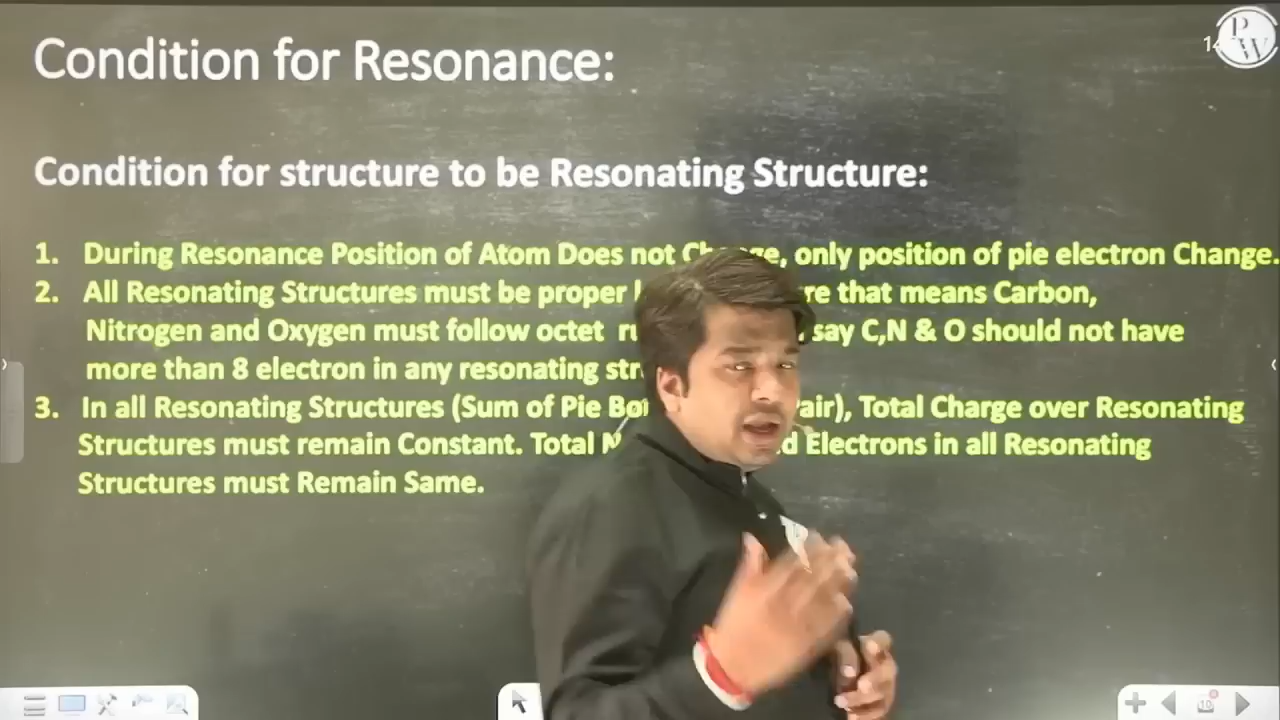 Condition for Resonance:
P
W
Condition for structure to be Resonating Structure:
1. During Resonance Position of Atom Does not Change, only position of pie electron Change.
2. All Resonating Structures must be proper that means Carbon,
Nitrogen and Oxygen must follow octet say C,N & O should not have
more than 8 electron in any resonating
3. In all Resonating Structures (Sum of Pie Total Charge over Resonating
Structures must remain Constant. Total Electrons in all Resonating
Structures must Remain Same.